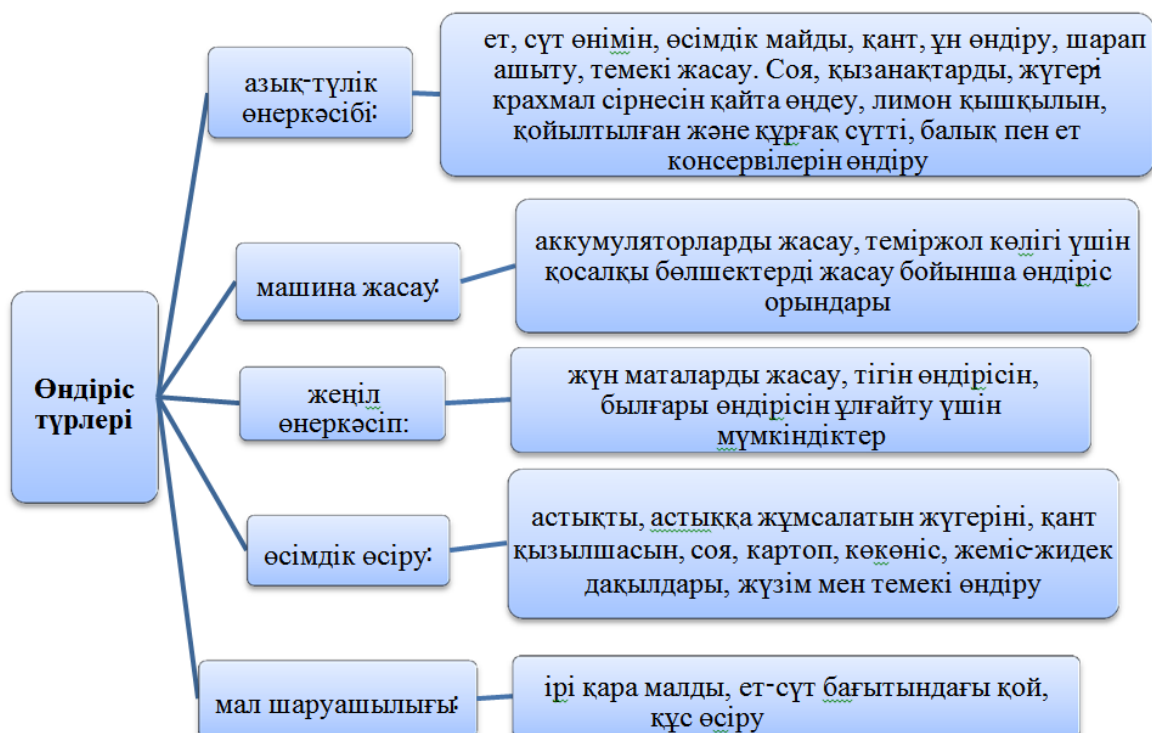 Өндіріс
түрлері
азық-түлік
өнеркәсібі:
ет, сүт өнімін, өсімдік майды, қант, ұн өндіру, шарап
ашыту, темекі жасау. Соя, қызанақтарды, жүгері-
крахмал сірнесін қайта өңдеу, лимон қышқылын,
қойылтылған және құрғақ сүтті, балық пен ет
консервілерін өндіру
машина жасау:
аккумуляторларды жасау, теміржол көлігі үшін
қосалқы бөлшектерді жасау бойынша өндіріс
орындары
жеңіл
өнеркәсіп:
жүн маталарды жасау, тігін өндірісін,
былғары өндірісін ұлғайту үшін
мүмкіндіктер
өсімдік өсіру:
астықты, астыққа жұмсалатын жүгеріні, қант
қызылшасын, соя, картоп, көкөніс, жеміс-жидек
дақылдары, жүзім мен темекі өндіру
мал шаруашылығы:
ірі қара малды, ет-сүт бағытындағы қой,
құс өсіру